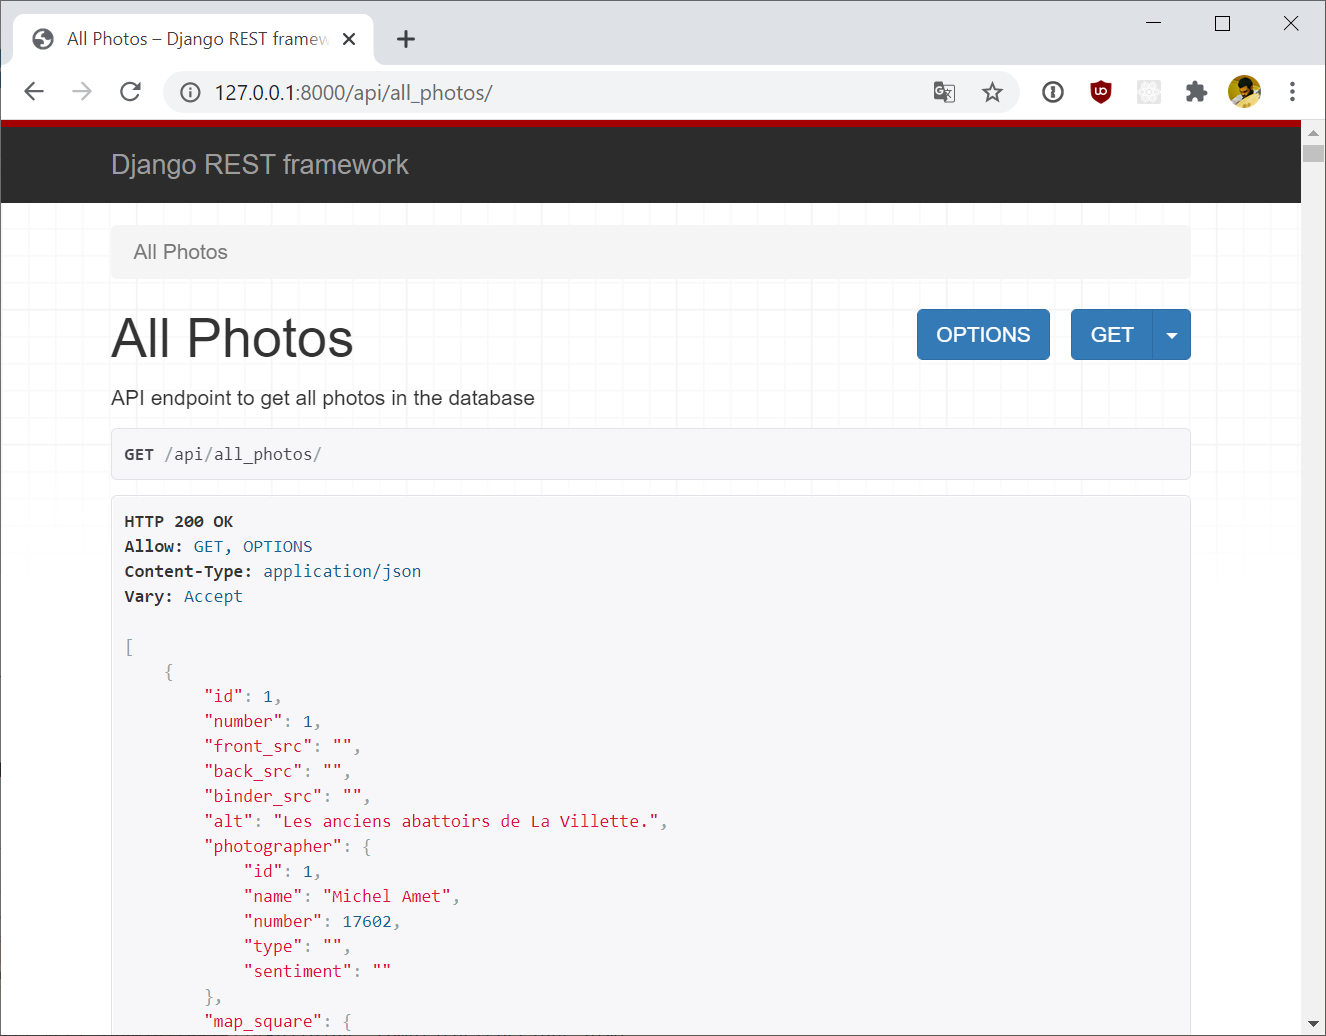 All Photos – Django REST framew
127.0.0.1:8000/api/all_photos/
Django REST framework
All Photos
All Photos
OPTIONS
GET
API endpoint to get all photos in the database
GET /api/all_photos/
HTTP 200 OK
Allow: GET, OPTIONS
Content-Type: application/json
Vary: Accept
[
    {
        "id": 1,
        "number": 1,
        "front_src": "",
        "back_src": "",
        "binder_src": "",
        "alt": "Les anciens abattoirs de La Villette.",
        "photographer": {
            "id": 1,
            "name": "Michel Amet",
            "number": 17602,
            "type": "",
            "sentiment": ""
        },
        "map_square": {